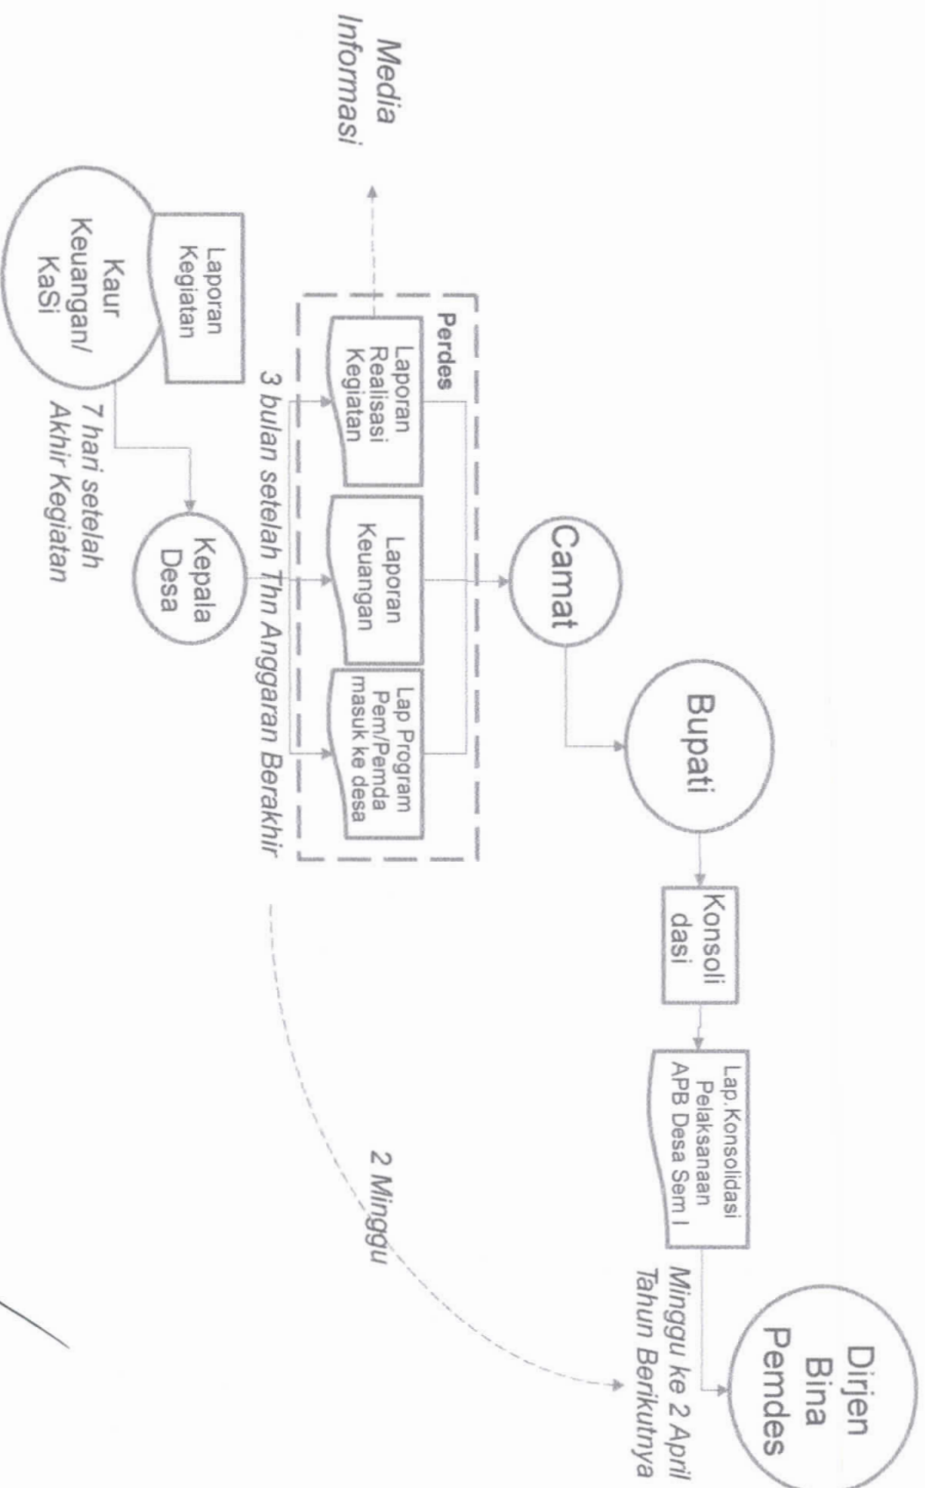 Dirjen
Bina
Pemdes
Lap.Konsolidasi
Pelaksanaan
APB Desa Sem I
Konsoli
dasi
Bupati
Minggu ke 2 April
Tahun Berikutnya
Camat
Perdes
Laporan
Realisasi
Kegiatan
Laporan
Keuangan
Lap Program
Pem/Pemda
masuk ke desa
Media
Informasi
2 Minggu
3 bulan setelah Thn Anggaran Berakhir
Laporan
Kegiatan
Kepala
Desa
Kaur
Keuangan/
KaSi
7 hari setelah
Akhir Kegiatan